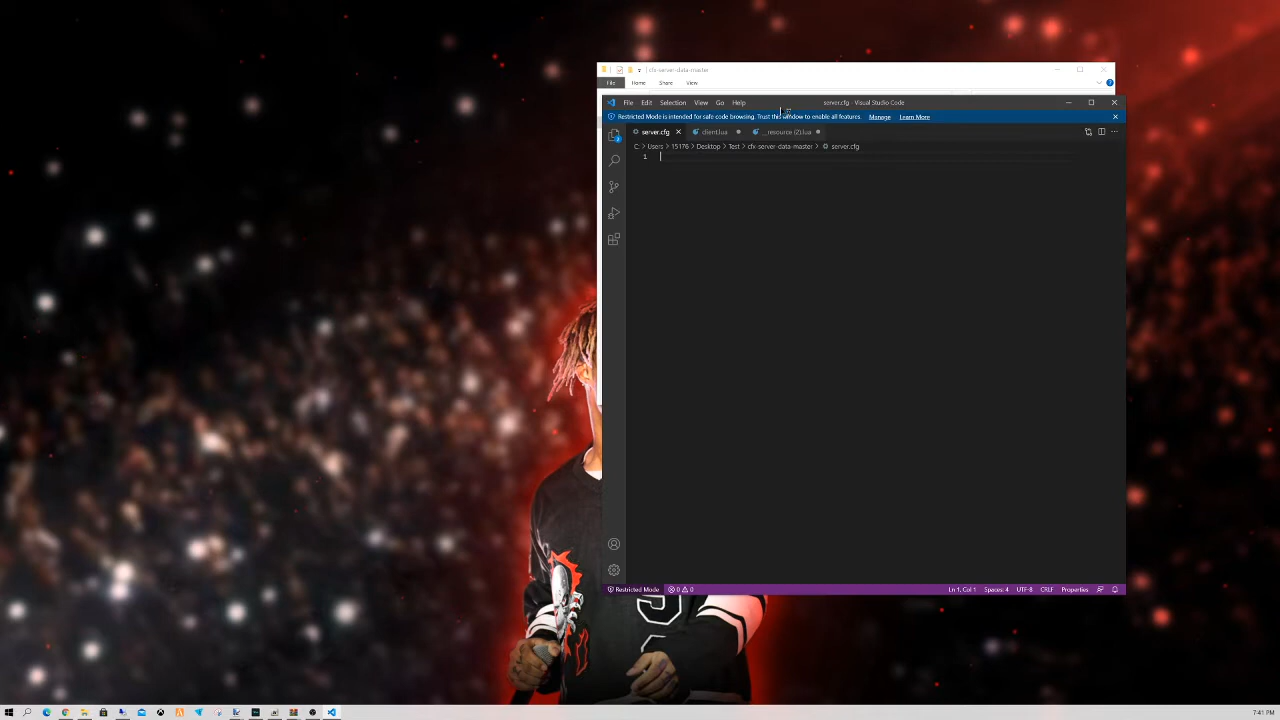 cfx-server-data-master
File Home Share View
File Edit Selection View Go Help server.cfg - Visual Studio Code
Restricted Mode is intended for safe code browsing. Trust this window to enable all features. Manage Learn More
server.cfg client.lua __resource (2).lua
C: > Users > 15176 > Desktop > Test > cfx-server-data-master > server.cfg
1
Restricted Mode 0 0 Ln 1, Col 1 Spaces: 4 UTF-8 CRLF Properties
7:41 PM